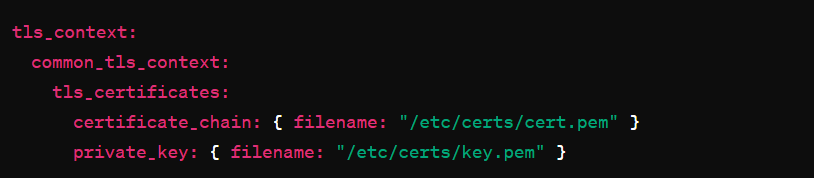 tls_context:
common_tls_context:
tls_certificates:
certificate_chain: { filename: "/etc/certs/cert.pem" }
private_key: { filename: "/etc/certs/key.pem" }